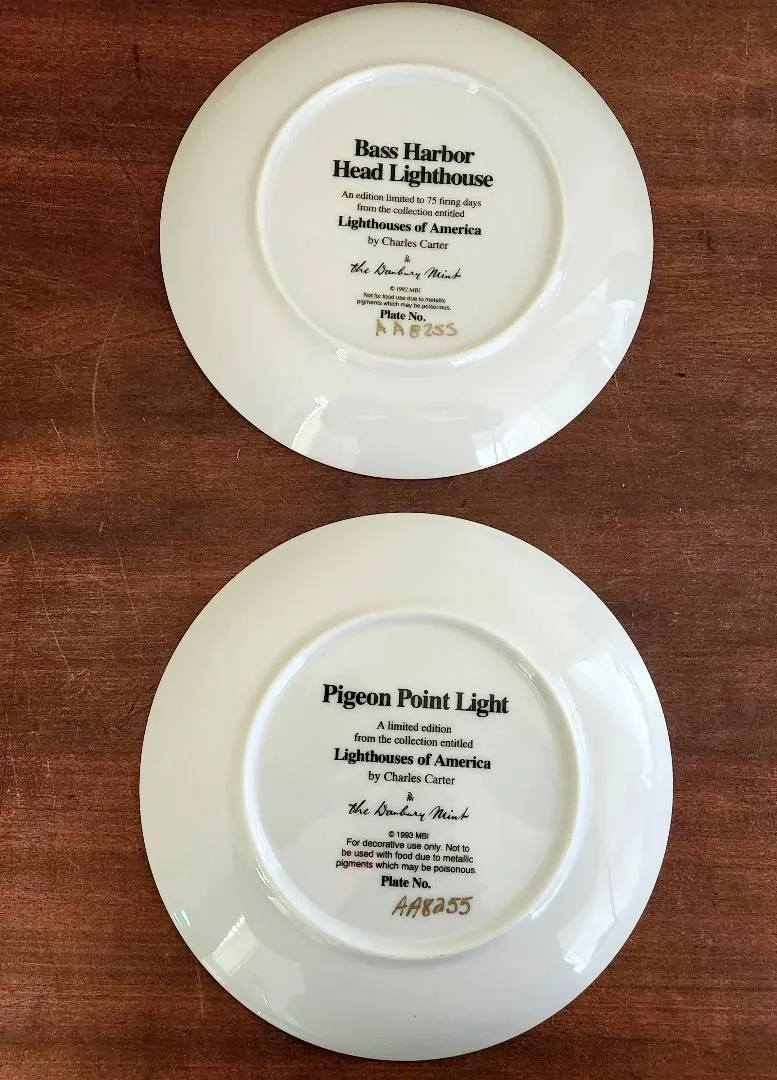 Bass Harbor
Head Lighthouse
An edition limited to 75 firing days
from the collection entitled
Lighthouses of America
by Charles Carter
the Danbury Mint
© 1992 MBI
Not for food use due to metallic
pigments which may be poisonous.
Plate No.
AA8255
Pigeon Point Light
A limited edition
from the collection entitled
Lighthouses of America
by Charles Carter
the Danbury Mint
© 1993 MBI
For decorative use only. Not to
be used with food due to metallic
pigments which may be poisonous.
Plate No.
AA8255